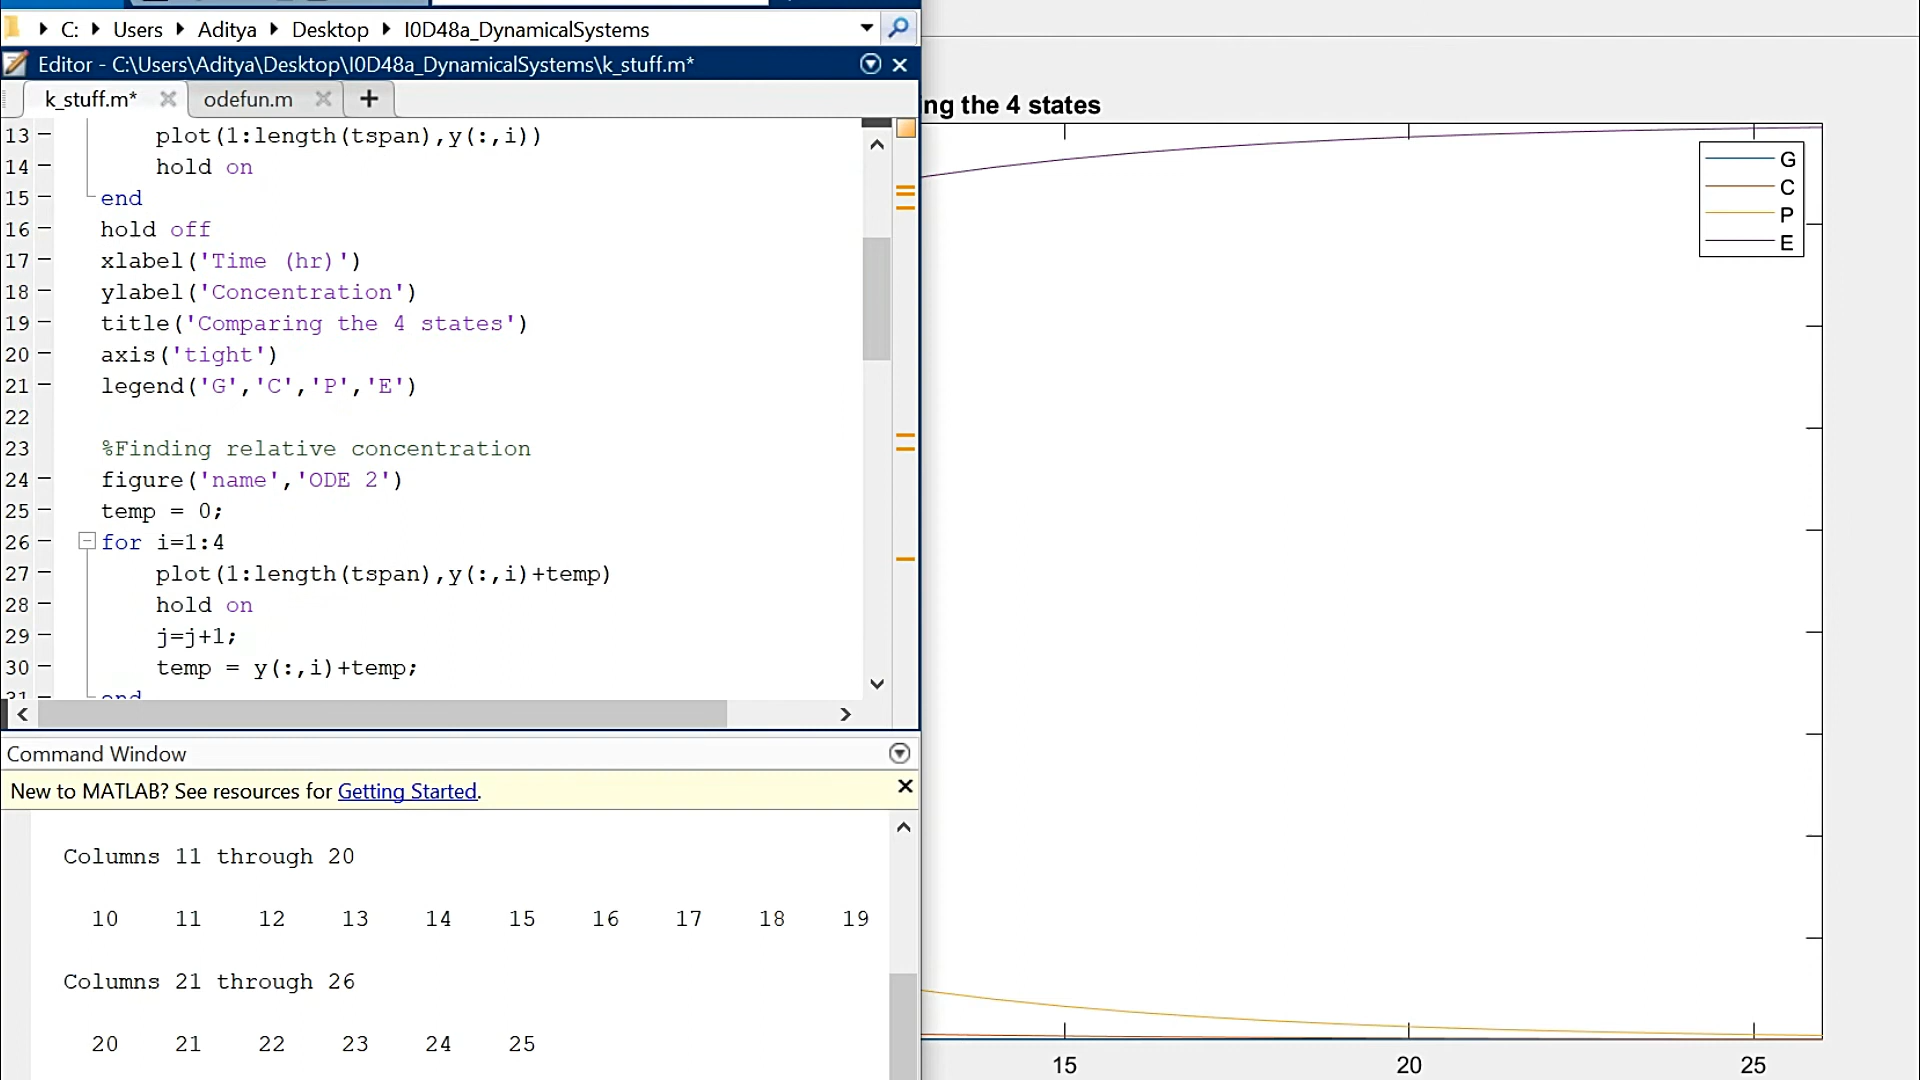 C: Users Aditya Desktop I0D48a_DynamicalSystems
Editor - C:\Users\Aditya\Desktop\I0D48a_DynamicalSystems\k_stuff.m*
k_stuff.m* odefun.m
13 plot(1:length(tspan),y(:,i))
14 hold on
15 end
16 hold off
17 xlabel('Time (hr)')
18 ylabel('Concentration')
19 title('Comparing the 4 states')
20 axis('tight')
21 legend('G','C','P','E')
22
23 %Finding relative concentration
24 figure('name','ODE 2')
25 temp = 0;
26 for i=1:4
27 plot(1:length(tspan),y(:,i)+temp)
28 hold on
29 j=j+1;
30 temp = y(:,i)+temp;
31 end
Command Window
New to MATLAB? See resources for Getting Started.
Columns 11 through 20
10 11 12 13 14 15 16 17 18 19
Columns 21 through 26
20 21 22 23 24 25
ng the 4 states
G
C
P
E
15 20 25